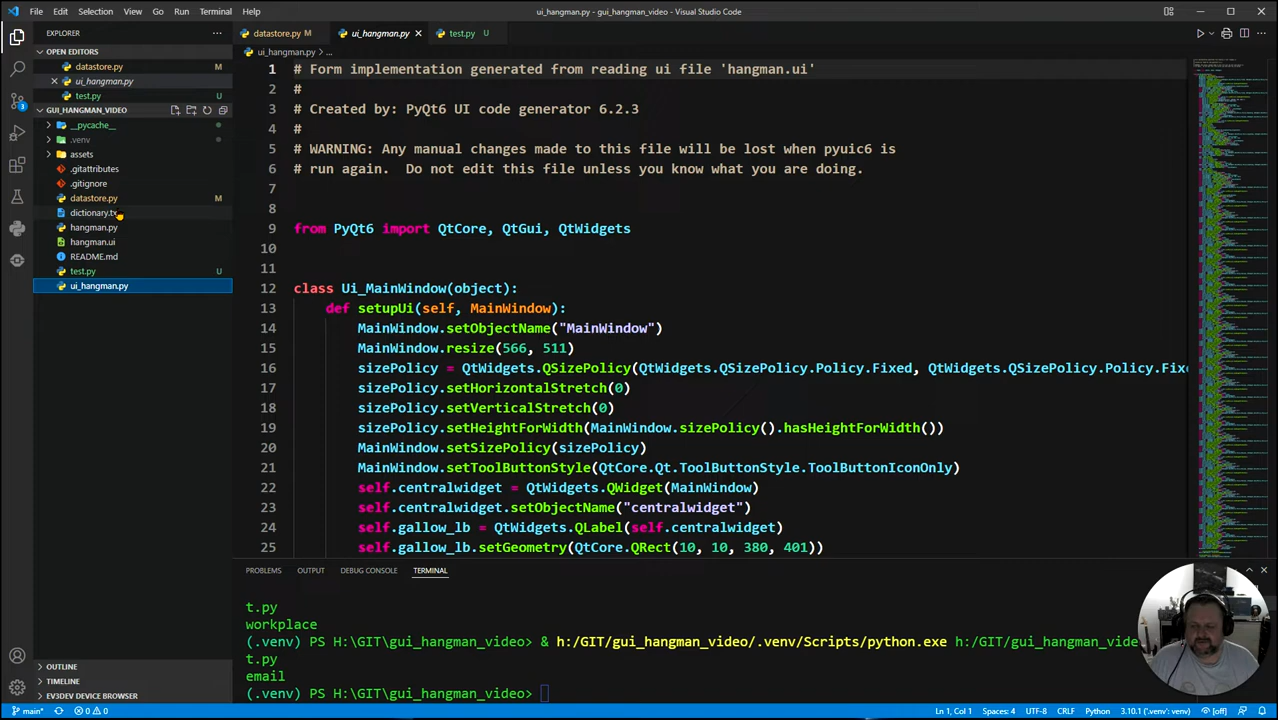 File Edit Selection View Go Run Terminal Help
ui_hangman.py - gui_hangman_video - Visual Studio Code
EXPLORER
OPEN EDITORS
datastore.py M
ui_hangman.py
test.py U
GUI_HANGMAN_VIDEO
__pycache__
.venv
assets
.gitattributes
.gitignore
datastore.py M
dictionary.tx
hangman.py
hangman.ui
README.md
test.py U
ui_hangman.py
OUTLINE
TIMELINE
EV3DEV DEVICE BROWSER
datastore.py M
ui_hangman.py
test.py U
ui_hangman.py > ...
1 # Form implementation generated from reading ui file 'hangman.ui'
2 #
3 # Created by: PyQt6 UI code generator 6.2.3
4 #
5 # WARNING: Any manual changes made to this file will be lost when pyuic6 is
6 # run again.  Do not edit this file unless you know what you are doing.
7
8
9 from PyQt6 import QtCore, QtGui, QtWidgets
10
11
12 class Ui_MainWindow(object):
13 def setupUi(self, MainWindow):
14 MainWindow.setObjectName("MainWindow")
15 MainWindow.resize(566, 511)
16 sizePolicy = QtWidgets.QSizePolicy(QtWidgets.QSizePolicy.Policy.Fixed, QtWidgets.QSizePolicy.Policy.Fixe
17 sizePolicy.setHorizontalStretch(0)
18 sizePolicy.setVerticalStretch(0)
19 sizePolicy.setHeightForWidth(MainWindow.sizePolicy().hasHeightForWidth())
20 MainWindow.setSizePolicy(sizePolicy)
21 MainWindow.setToolButtonStyle(QtCore.Qt.ToolButtonStyle.ToolButtonIconOnly)
22 self.centralwidget = QtWidgets.QWidget(MainWindow)
23 self.centralwidget.setObjectName("centralwidget")
24 self.gallow_lb = QtWidgets.QLabel(self.centralwidget)
25 self.gallow_lb.setGeometry(QtCore.QRect(10, 10, 380, 401))
PROBLEMS OUTPUT DEBUG CONSOLE TERMINAL
t.py
workplace
(.venv) PS H:\GIT\gui_hangman_video> & h:/GIT/gui_hangman_video/.venv/Scripts/python.exe h:/GIT/gui_hangman_vide
t.py
email
(.venv) PS H:\GIT\gui_hangman_video>
3
main* 0 0
Ln 1, Col 1 Spaces: 4 UTF-8 CRLF Python 3.10.1 ('.venv': venv) [off]